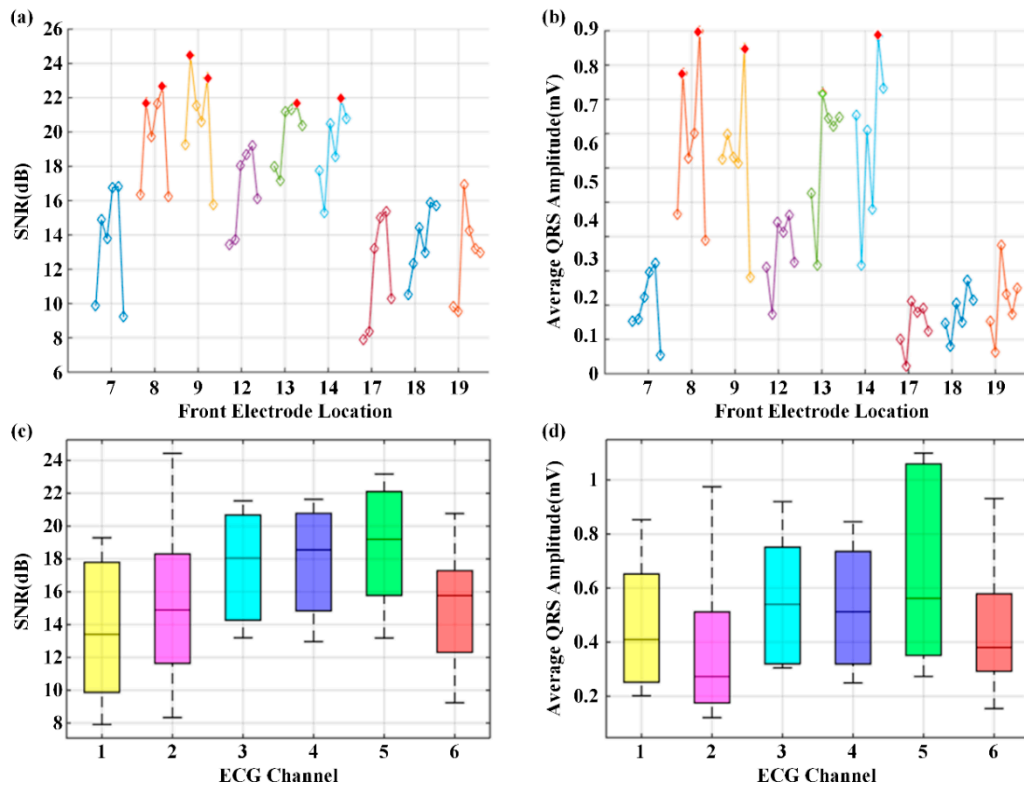 (a)
26
24
22
20
18
16
14
12
10
8
6
SNR(dB)
7 8 9 12 13 14 17 18 19
Front Electrode Location
(b)
0.9
0.8
0.7
0.6
0.5
0.4
0.4
0.3
0.2
0.1
0
Average QRS Amplitude(mV)
7 8 9 12 13 14 17 18 19
Front Electrode Location
(c)
24
22
20
18
16
14
12
10
8
SNR(dB)
1 2 3 4 5 6
ECG Channel
(d)
1
0.8
0.6
0.4
0.2
Average QRS Amplitude(mV)
1 2 3 4 5 6
ECG Channel